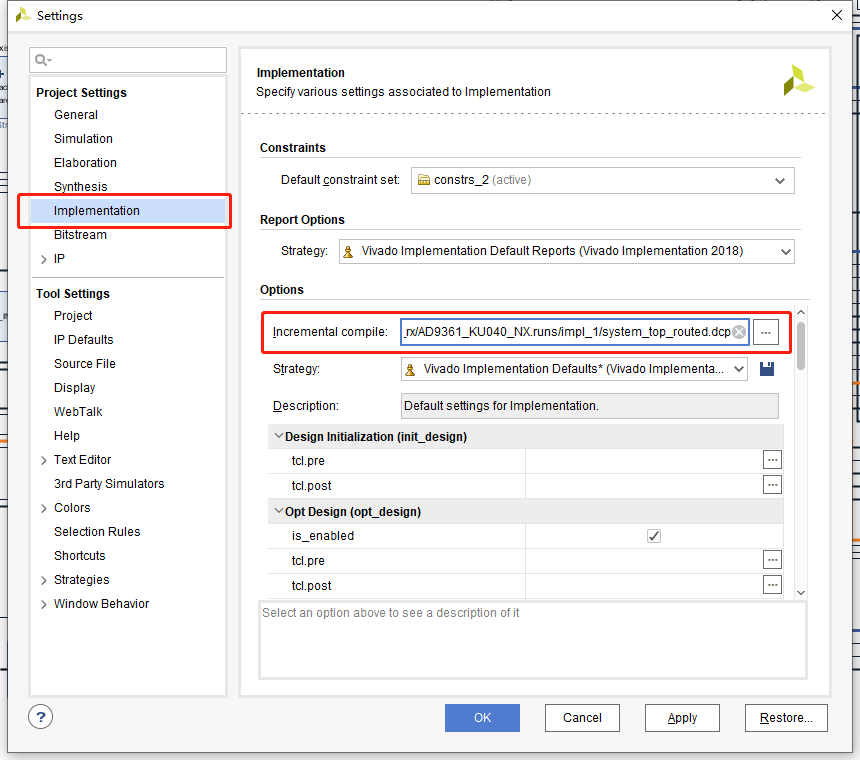 Settings
Project Settings
General
Simulation
Elaboration
Synthesis
Implementation
Bitstream
IP
Tool Settings
Project
IP Defaults
Source File
Display
WebTalk
Help
Text Editor
3rd Party Simulators
Colors
Selection Rules
Shortcuts
Strategies
Window Behavior
Implementation
Specify various settings associated to Implementation
Constraints
Default constraint set: constrs_2 (active)
Report Options
Strategy: Vivado Implementation Default Reports (Vivado Implementation 2018)
Options
Incremental compile: _rx/AD9361_KU040_NX.runs/impl_1/system_top_routed.dcp ...
Strategy: Vivado Implementation Defaults* (Vivado Implementa...
Description: Default settings for Implementation.
Design Initialization (init_design)
tcl.pre ...
tcl.post ...
Opt Design (opt_design)
is_enabled
tcl.pre ...
tcl.post ...
Select an option above to see a description of it
? OK Cancel Apply Restore...